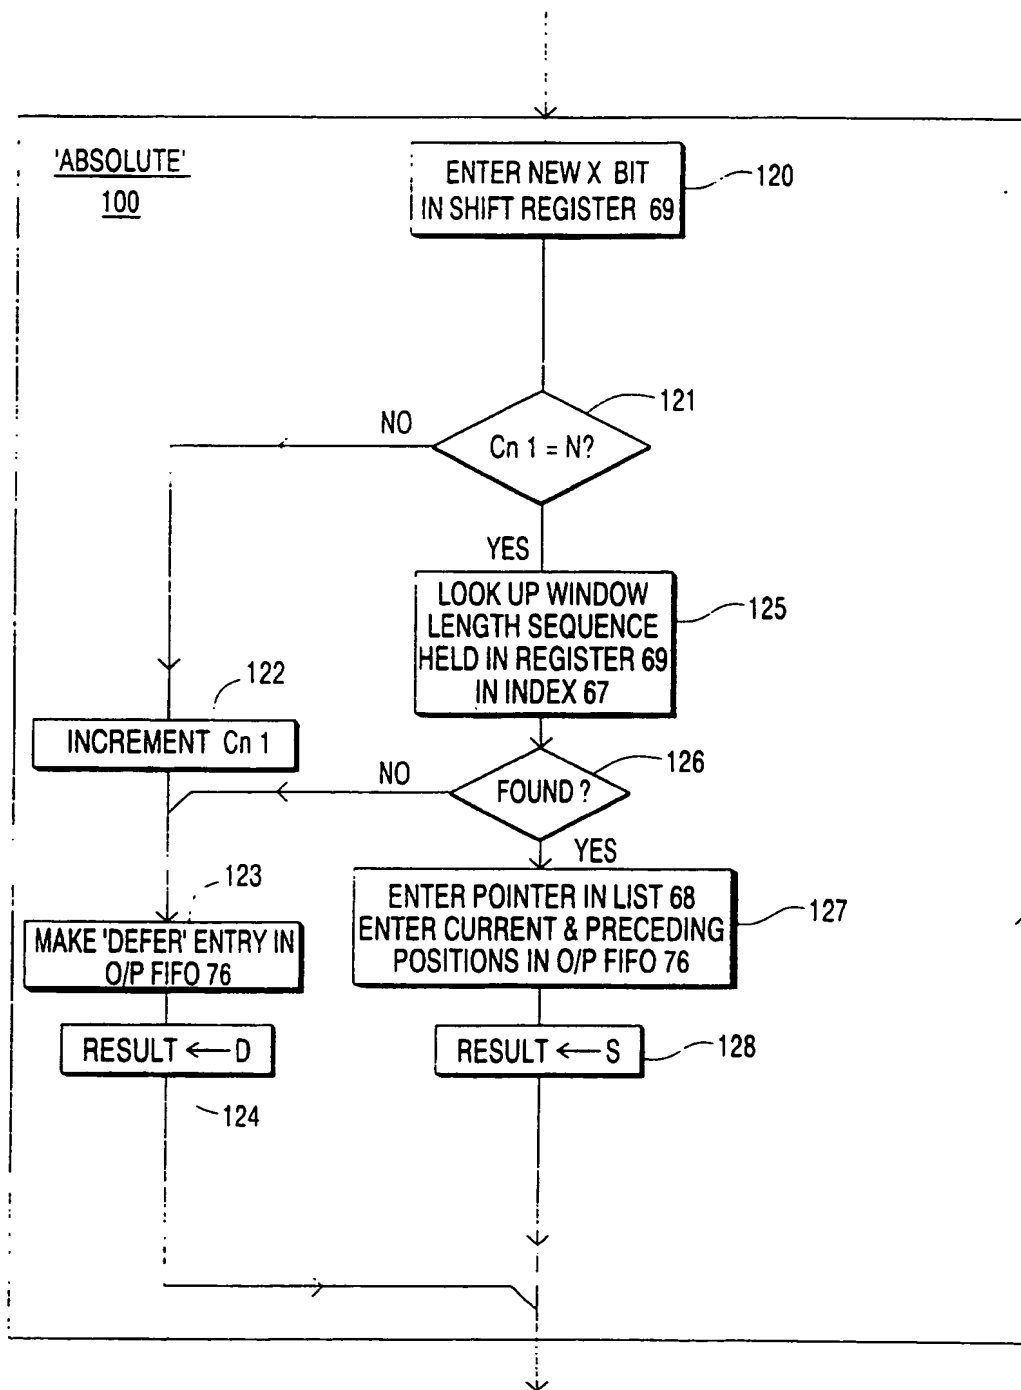 'ABSOLUTE'
100
ENTER NEW X BIT
IN SHIFT REGISTER 69
120
121
NO
Cn 1 = N?
YES
LOOK UP WINDOW
LENGTH SEQUENCE
HELD IN REGISTER 69
IN INDEX 67
125
122
INCREMENT Cn 1
NO
126
FOUND ?
YES
123
MAKE 'DEFER' ENTRY IN
O/P FIFO 76
ENTER POINTER IN LIST 68
ENTER CURRENT & PRECEDING
POSITIONS IN O/P FIFO 76
127
RESULT ← D
124
RESULT ← S
128